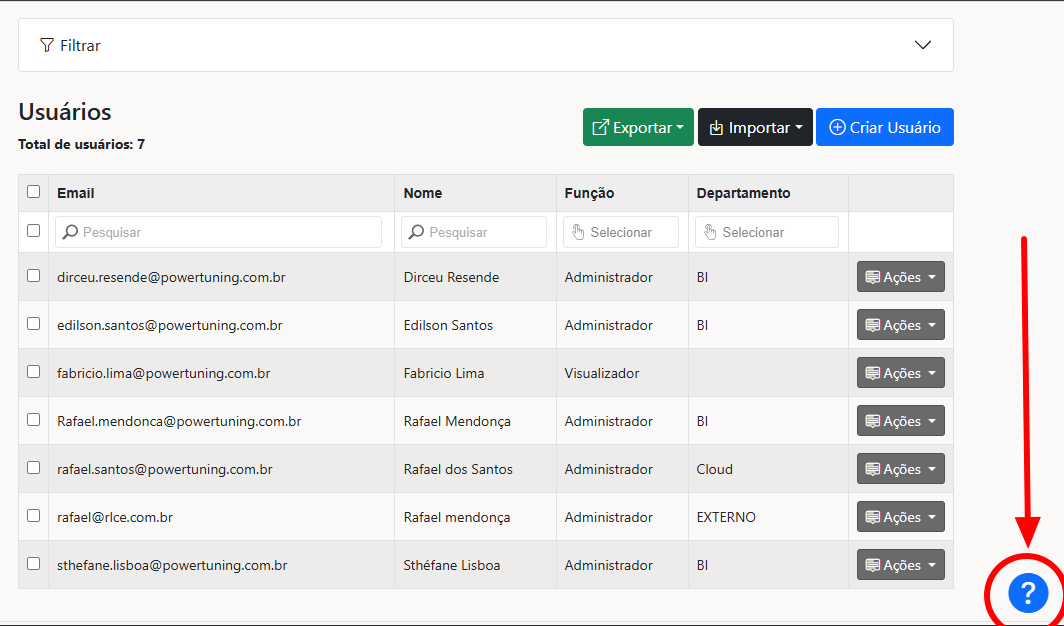 Filtrar
Usuários
Total de usuários: 7
Exportar Importar Criar Usuário
Email Nome Função Departamento
Pesquisar Pesquisar Selecionar Selecionar
dirceu.resende@powertuning.com.br Dirceu Resende Administrador BI Ações
edilson.santos@powertuning.com.br Edilson Santos Administrador BI Ações
fabricio.lima@powertuning.com.br Fabricio Lima Visualizador Ações
Rafael.mendonca@powertuning.com.br Rafael Mendonça Administrador BI Ações
rafael.santos@powertuning.com.br Rafael dos Santos Administrador Cloud Ações
rafael@rlce.com.br Rafael mendonça Administrador EXTERNO Ações
sthefane.lisboa@powertuning.com.br Sthéfane Lisboa Administrador BI Ações
?